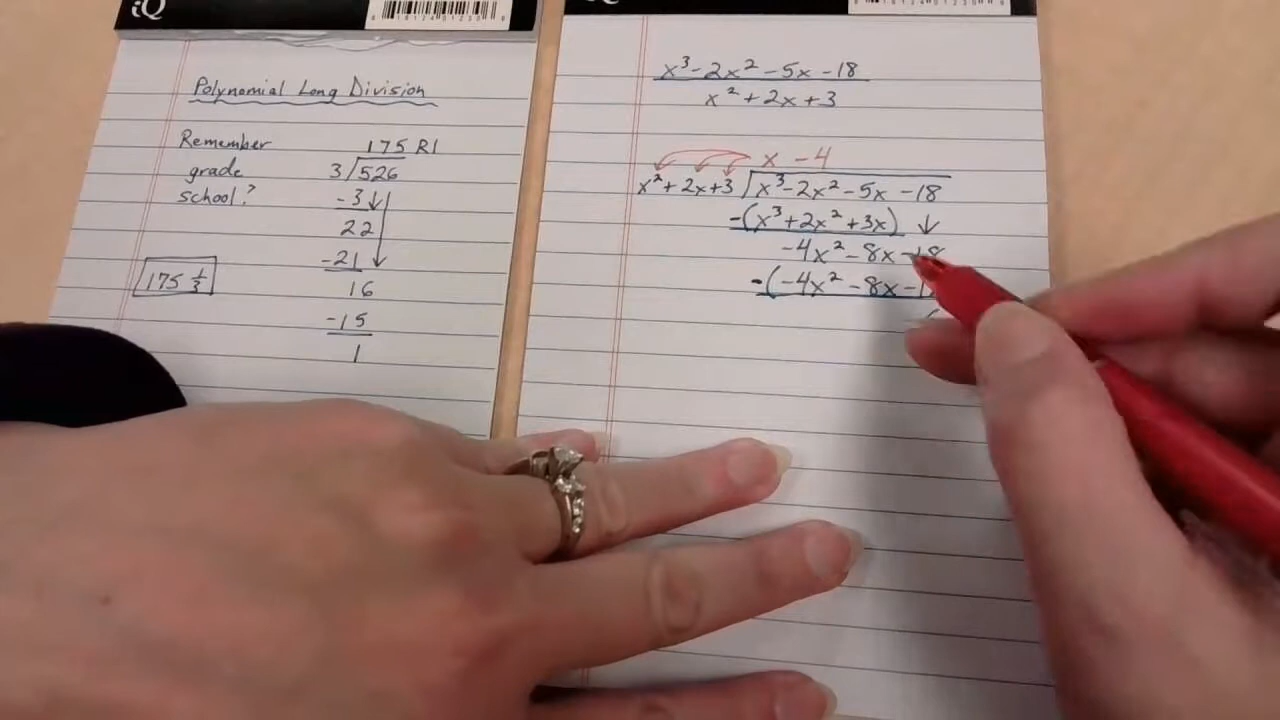 iQ
Polynomial Long Division
Remember
grade
school?
175 R1
3/526
-3
22
-21
16
-15
1
175 1/3
x³-2x²-5x-18
x²+2x+3
x -4
x²+2x+3 x³-2x²-5x-18
-(x³+2x²+3x)
-4x²-8x-18
-(-4x²-8x-1